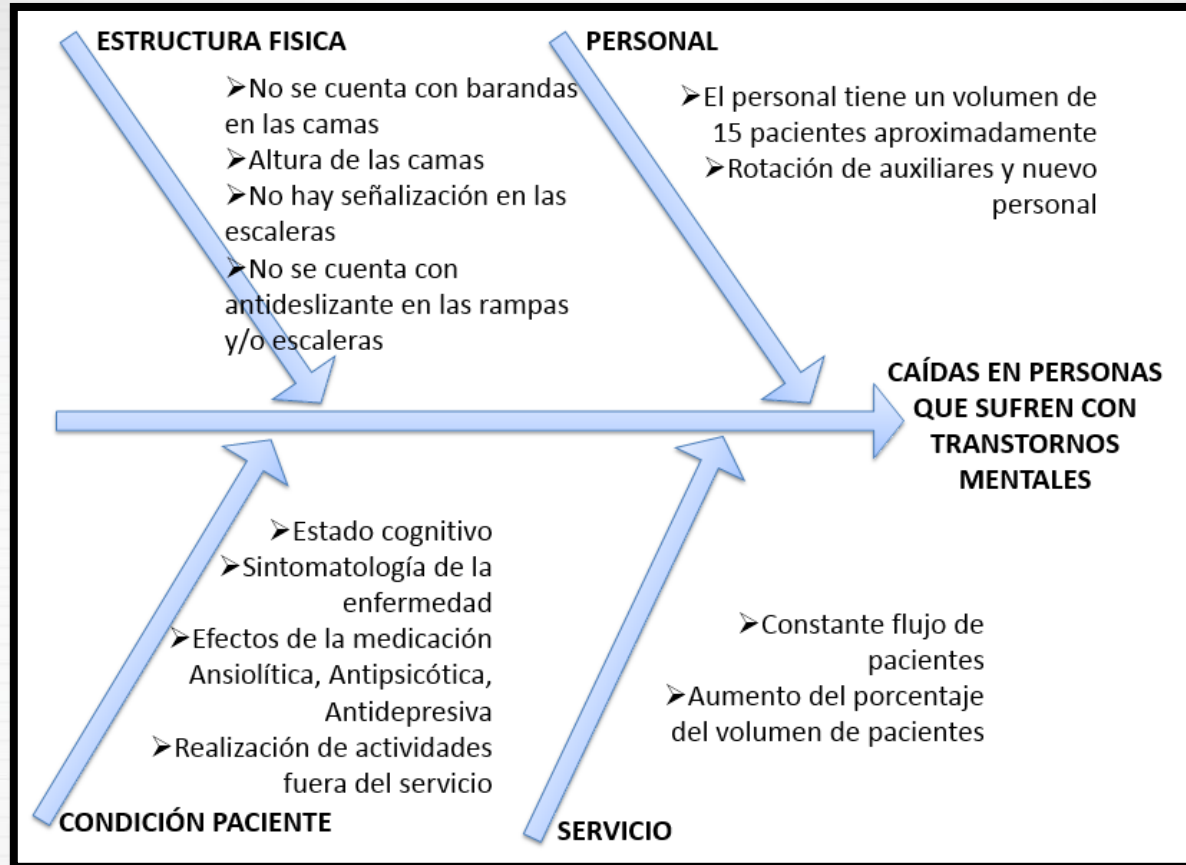 ESTRUCTURA FISICA
➢No se cuenta con barandas
en las camas
➢Altura de las camas
➢No hay señalización en las
escaleras
➢No se cuenta con
antideslizante en las rampas
y/o escaleras
PERSONAL
➢El personal tiene un volumen de
15 pacientes aproximadamente
➢Rotación de auxiliares y nuevo
personal
CAÍDAS EN PERSONAS
QUE SUFREN CON
TRANSTORNOS
MENTALES
➢Estado cognitivo
➢Sintomatología de la
enfermedad
➢Efectos de la medicación
Ansiolítica, Antipsicótica,
Antidepresiva
➢Realización de actividades
fuera del servicio
CONDICIÓN PACIENTE
➢Constante flujo de
pacientes
➢Aumento del porcentaje
del volumen de pacientes
SERVICIO